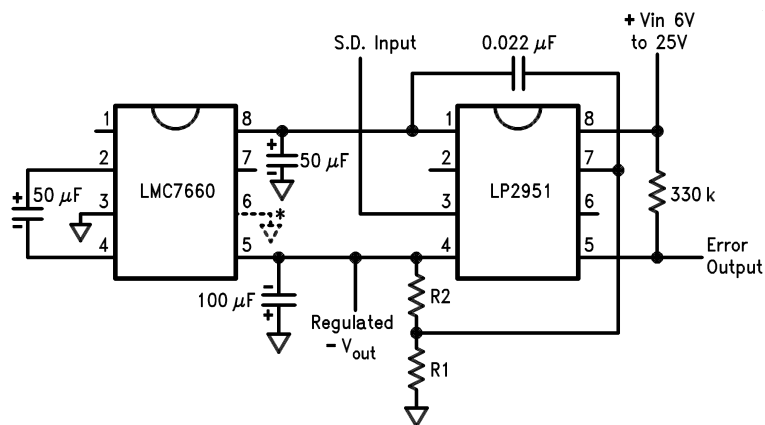 + Vin 6V
to 25V
S.D. Input
0.022 μF
1
8
1
8
+
50 μF
-
2
7
2
7
+
50 μF
-
LMC7660
LP2951
330 k
3
6
*
3
6
4
5
4
5
Error
Output
-
100 μF
+
Regulated
- Vout
R2
R1